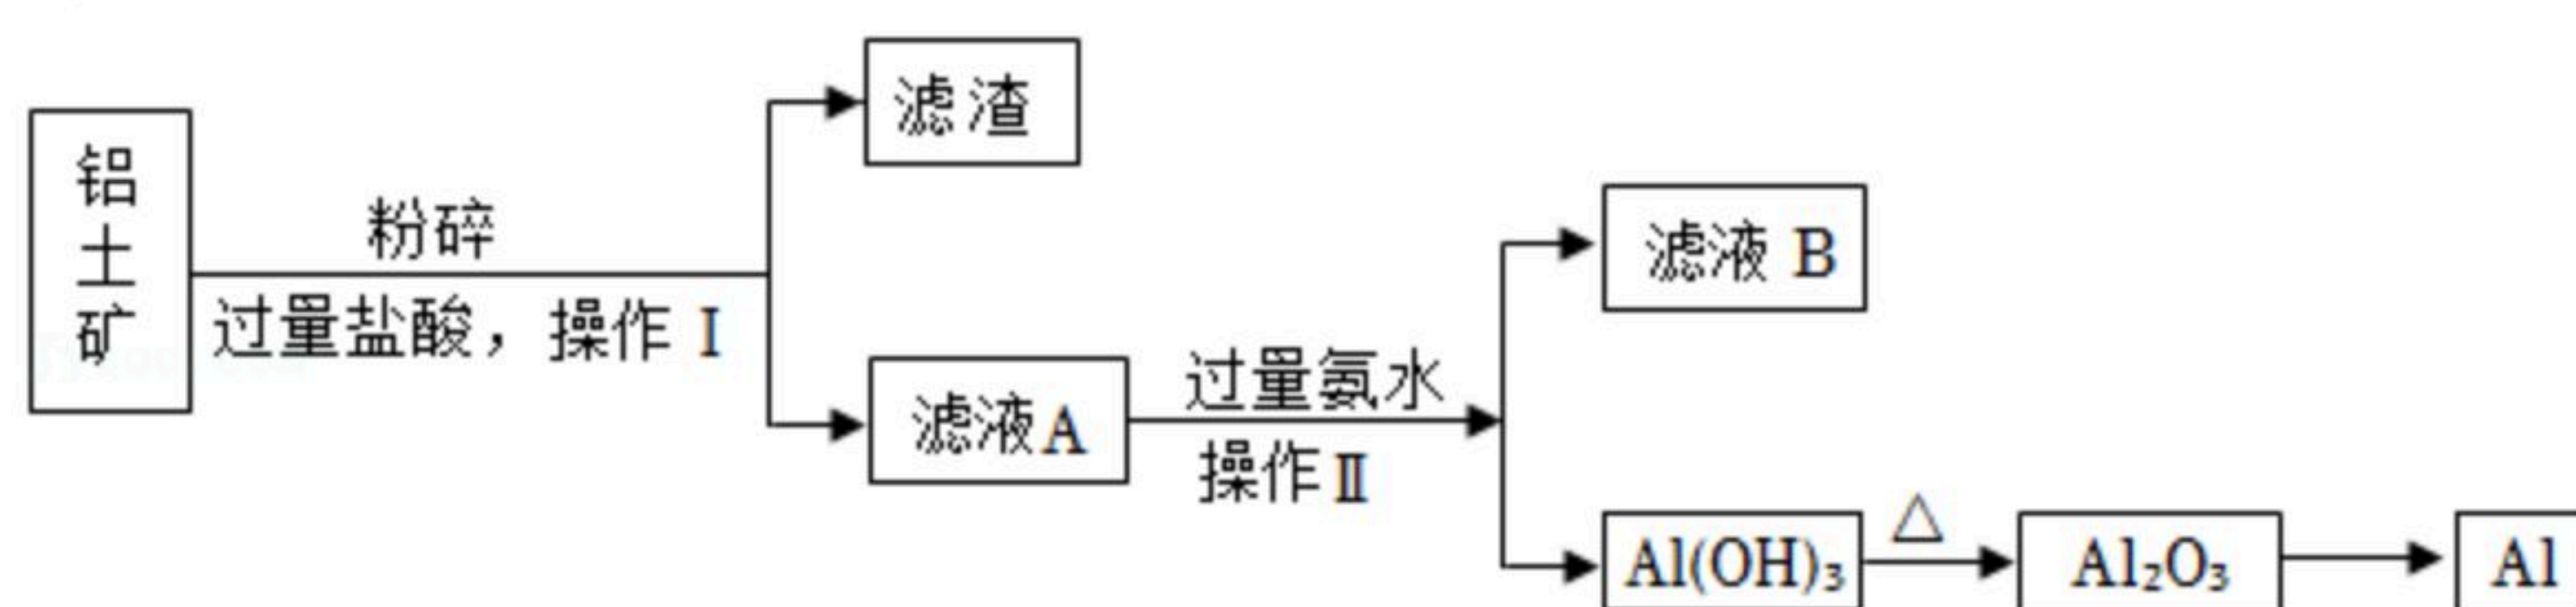 铝土矿
粉碎
过量盐酸，操作 Ⅰ
滤渣
滤液A
过量氨水
操作Ⅱ
滤液 B
Al(OH)₃
△
Al₂O₃
Al